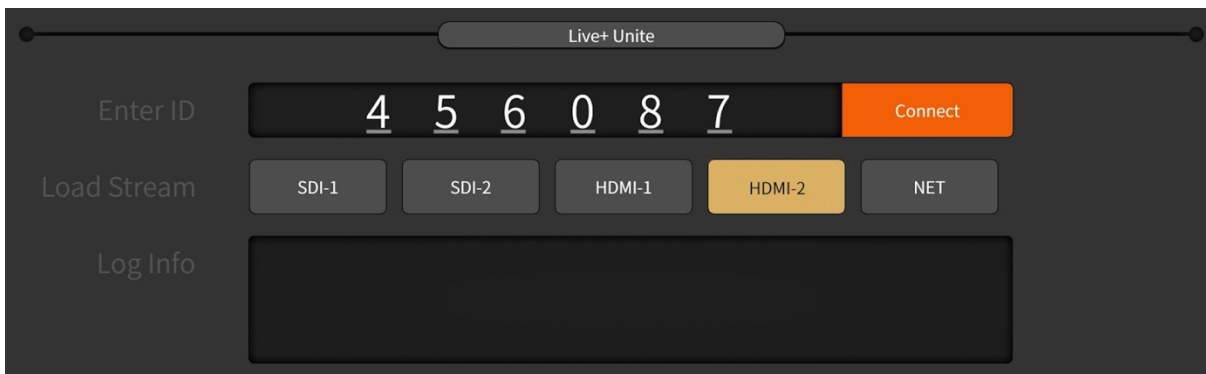 Live+ Unite
Enter ID 4 5 6 0 8 7 Connect
Load Stream SDI-1 SDI-2 HDMI-1 HDMI-2 NET
Log Info